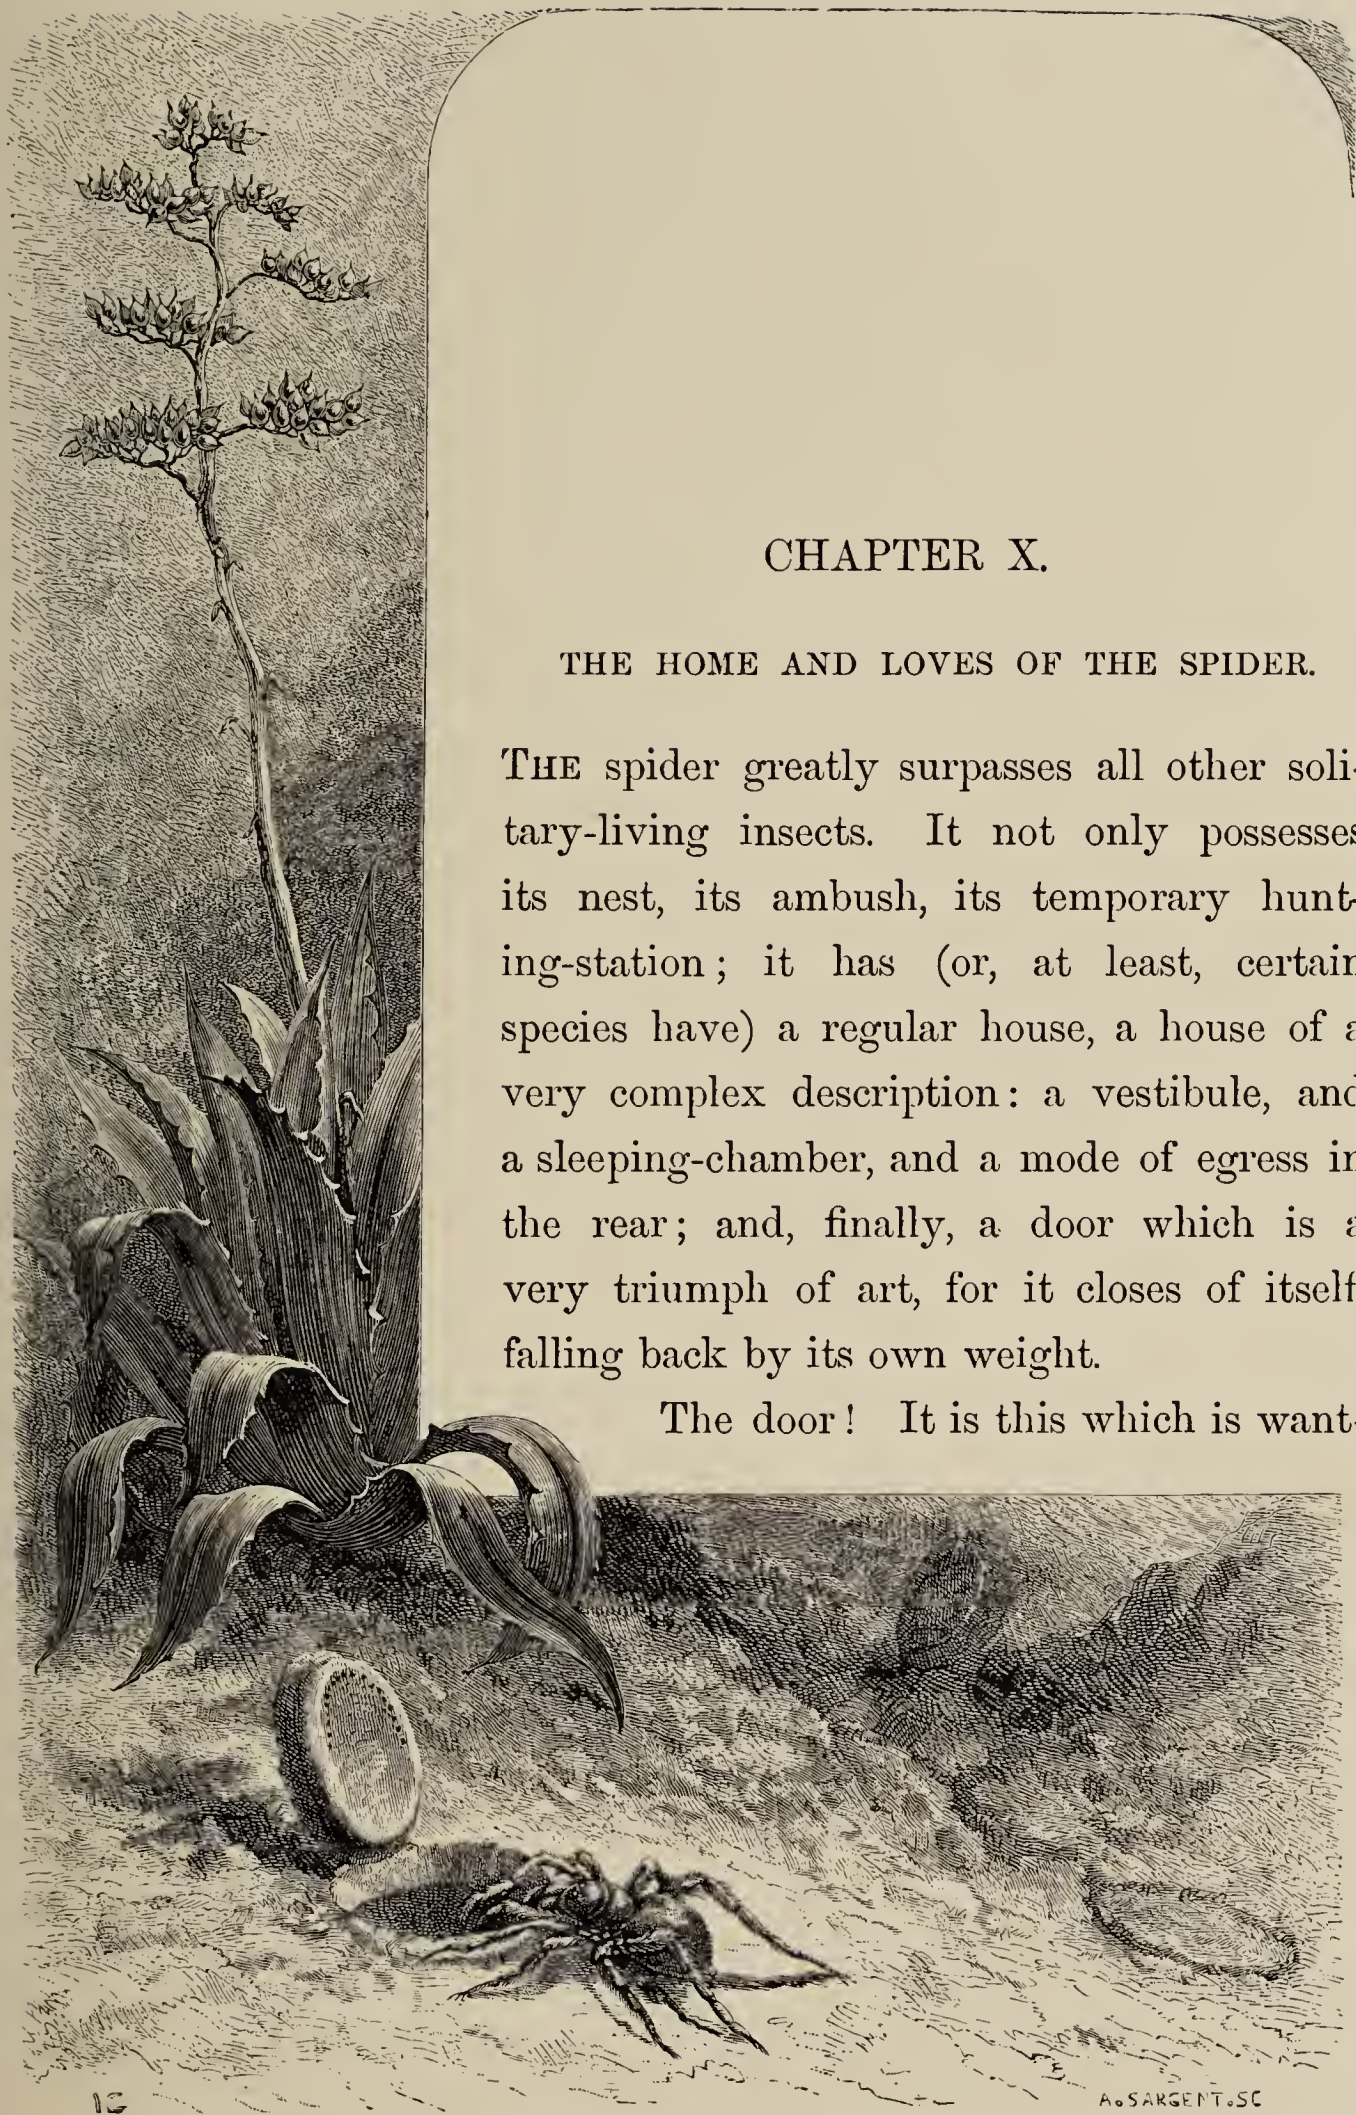 CHAPTER X.
THE HOME AND LOVES OF THE SPIDER.
THE spider greatly surpasses all other soli-
tary-living insects. It not only possesses
its nest, its ambush, its temporary hunt-
ing-station; it has (or, at least, certain
species have) a regular house, a house of a
very complex description: a vestibule, and
a sleeping-chamber, and a mode of egress in
the rear; and, finally, a door which is a
very triumph of art, for it closes of itself
falling back by its own weight.
The door! It is this which is want-
A. SARGENT. SC